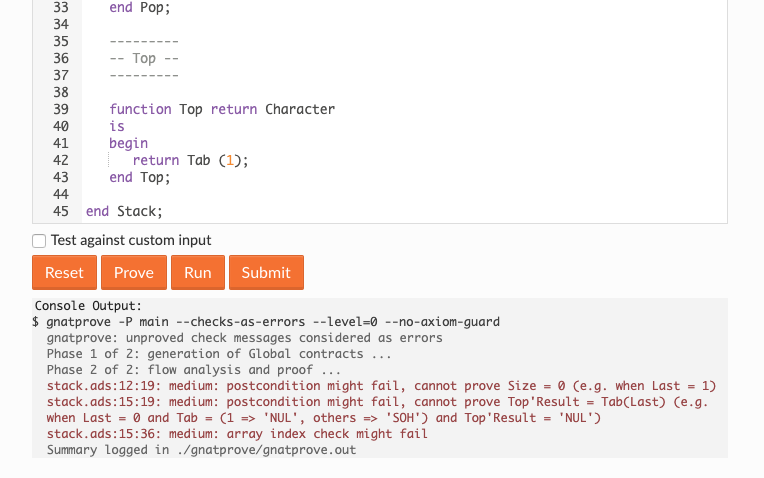 33 end Pop;
34
35 ---------
36 -- Top --
37 ---------
38
39 function Top return Character
40 is
41 begin
42 return Tab (1);
43 end Top;
44
45 end Stack;
Test against custom input
Reset Prove Run Submit
Console Output:
$ gnatprove -P main --checks-as-errors --level=0 --no-axiom-guard
gnatprove: unproved check messages considered as errors
Phase 1 of 2: generation of Global contracts ...
Phase 2 of 2: flow analysis and proof ...
stack.ads:12:19: medium: postcondition might fail, cannot prove Size = 0 (e.g. when Last = 1)
stack.ads:15:19: medium: postcondition might fail, cannot prove Top'Result = Tab(Last) (e.g.
when Last = 0 and Tab = (1 => 'NUL', others => 'SOH') and Top'Result = 'NUL')
stack.ads:15:36: medium: array index check might fail
Summary logged in ./gnatprove/gnatprove.out